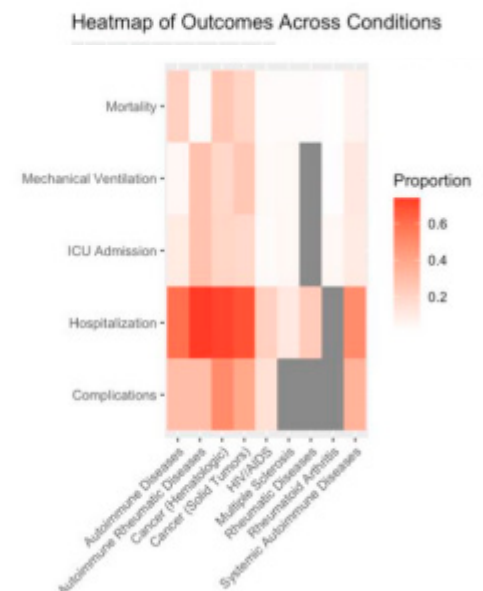 Heatmap of Outcomes Across Conditions
Mortality
Mechanical Ventilation
ICU Admission
Hospitalization
Complications
Proportion
0.6
0.4
0.2
Autoimmune Diseases
Autoimmune Rheumatic Diseases
Cancer (Hematologic)
Cancer (Solid Tumors)
HIV/AIDS
Multiple Sclerosis
Rheumatic Diseases
Rheumatoid Arthritis
Systemic Autoimmune Diseases